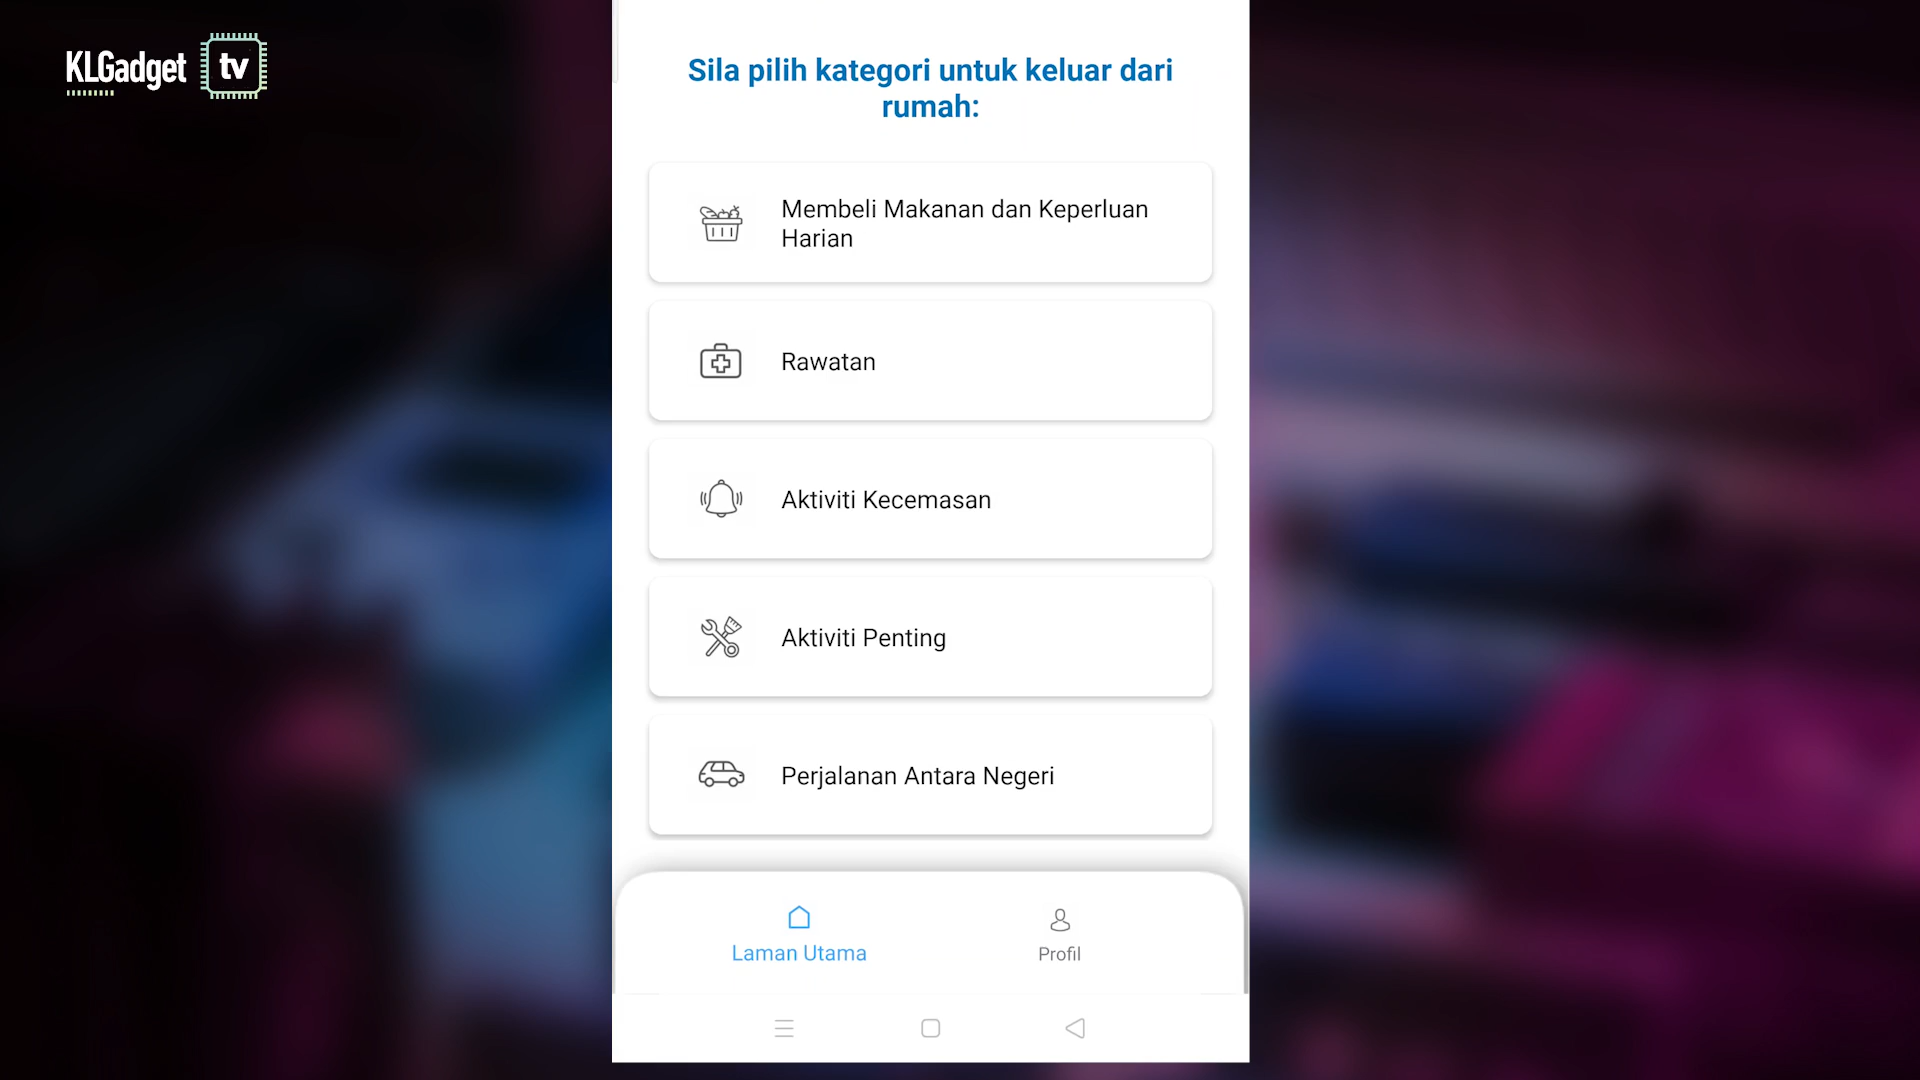 KLGadget tv
Sila pilih kategori untuk keluar dari
rumah:
Membeli Makanan dan Keperluan
Harian
Rawatan
Aktiviti Kecemasan
Aktiviti Penting
Perjalanan Antara Negeri
Laman Utama
Profil